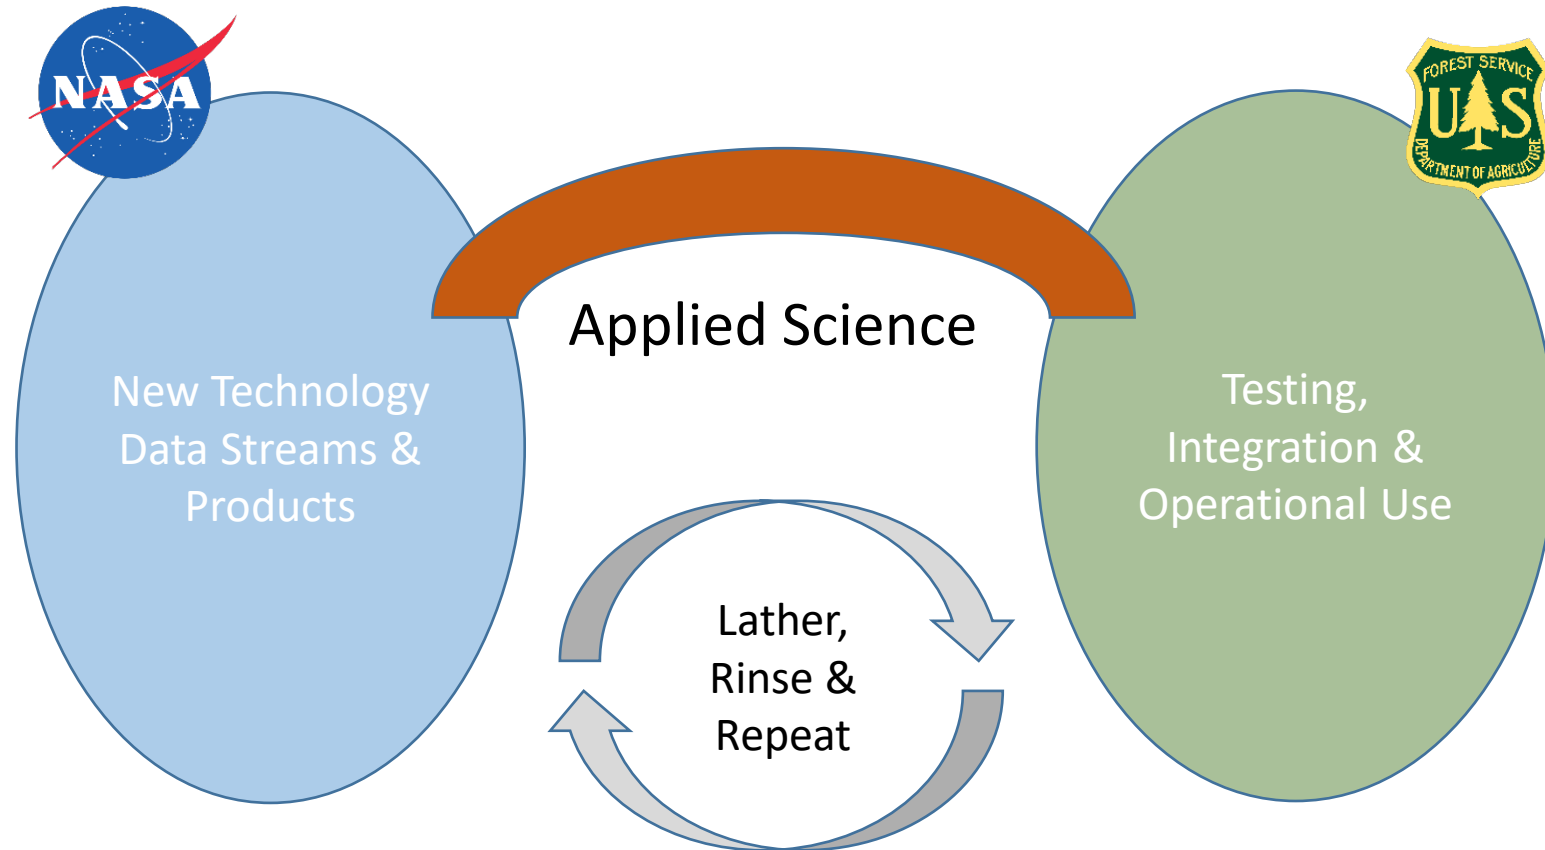 NASA
FOREST SERVICE
U S
DEPARTMENT OF AGRICULTURE
Applied Science
New Technology
Data Streams &
Products
Testing,
Integration &
Operational Use
Lather,
Rinse &
Repeat